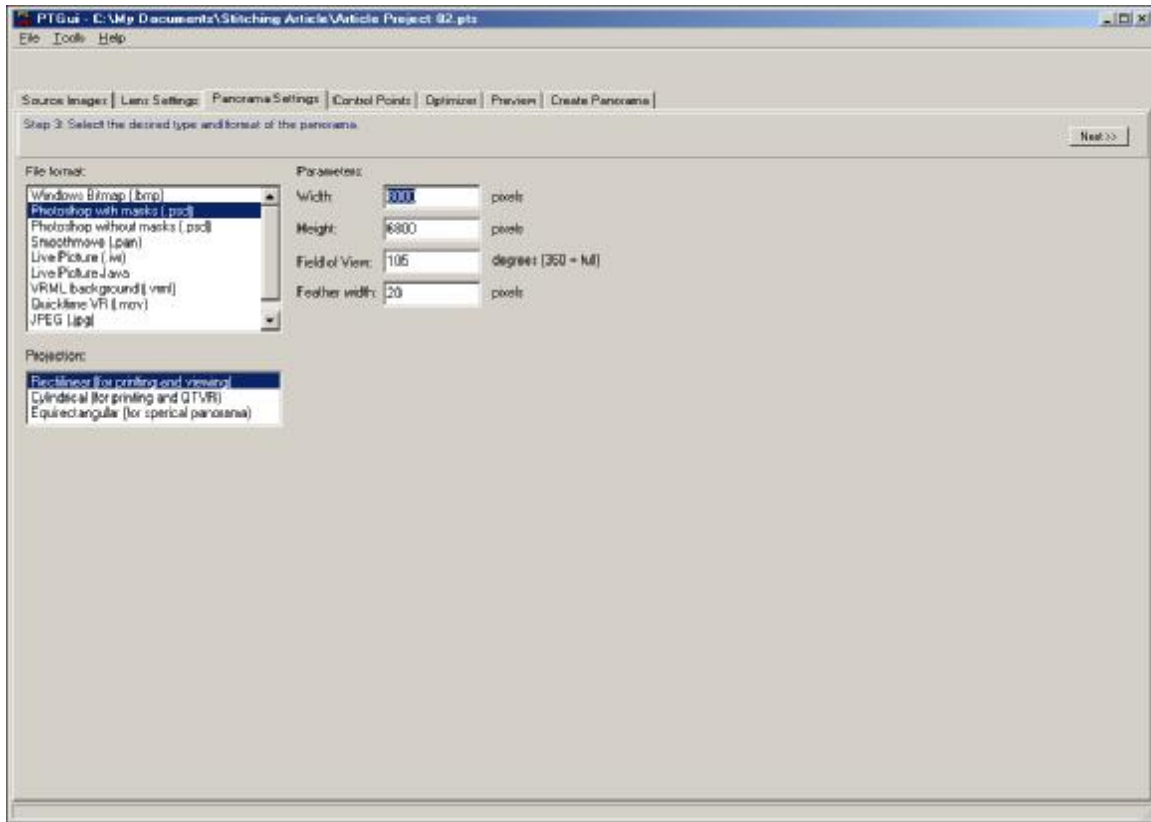 PTGui - C:\My Documents\Stitching Article\Article Project 02.pts
File Tools Help
Source Images Lens Settings Panorama Settings Control Points Optimizer Preview Create Panorama
Step 3: Select the desired type and format of the panorama.
Next >>
File format:
Windows Bitmap (.bmp)
Photoshop with masks (.psd)
Photoshop without masks (.psd)
Smoothmove (.pan)
Live Picture (.ivr)
Live Picture Java
VRML background (.vrml)
Quicktime VR (.mov)
JPEG (.jpg)
Parameters:
Width: pixels
Height: 6800 pixels
Field of View: 105 degrees (360 = full)
Feather width: 20 pixels
Projection:
Rectilinear (for printing and viewing)
Cylindrical (for printing and QTVR)
Equirectangular (for sperical panorama)